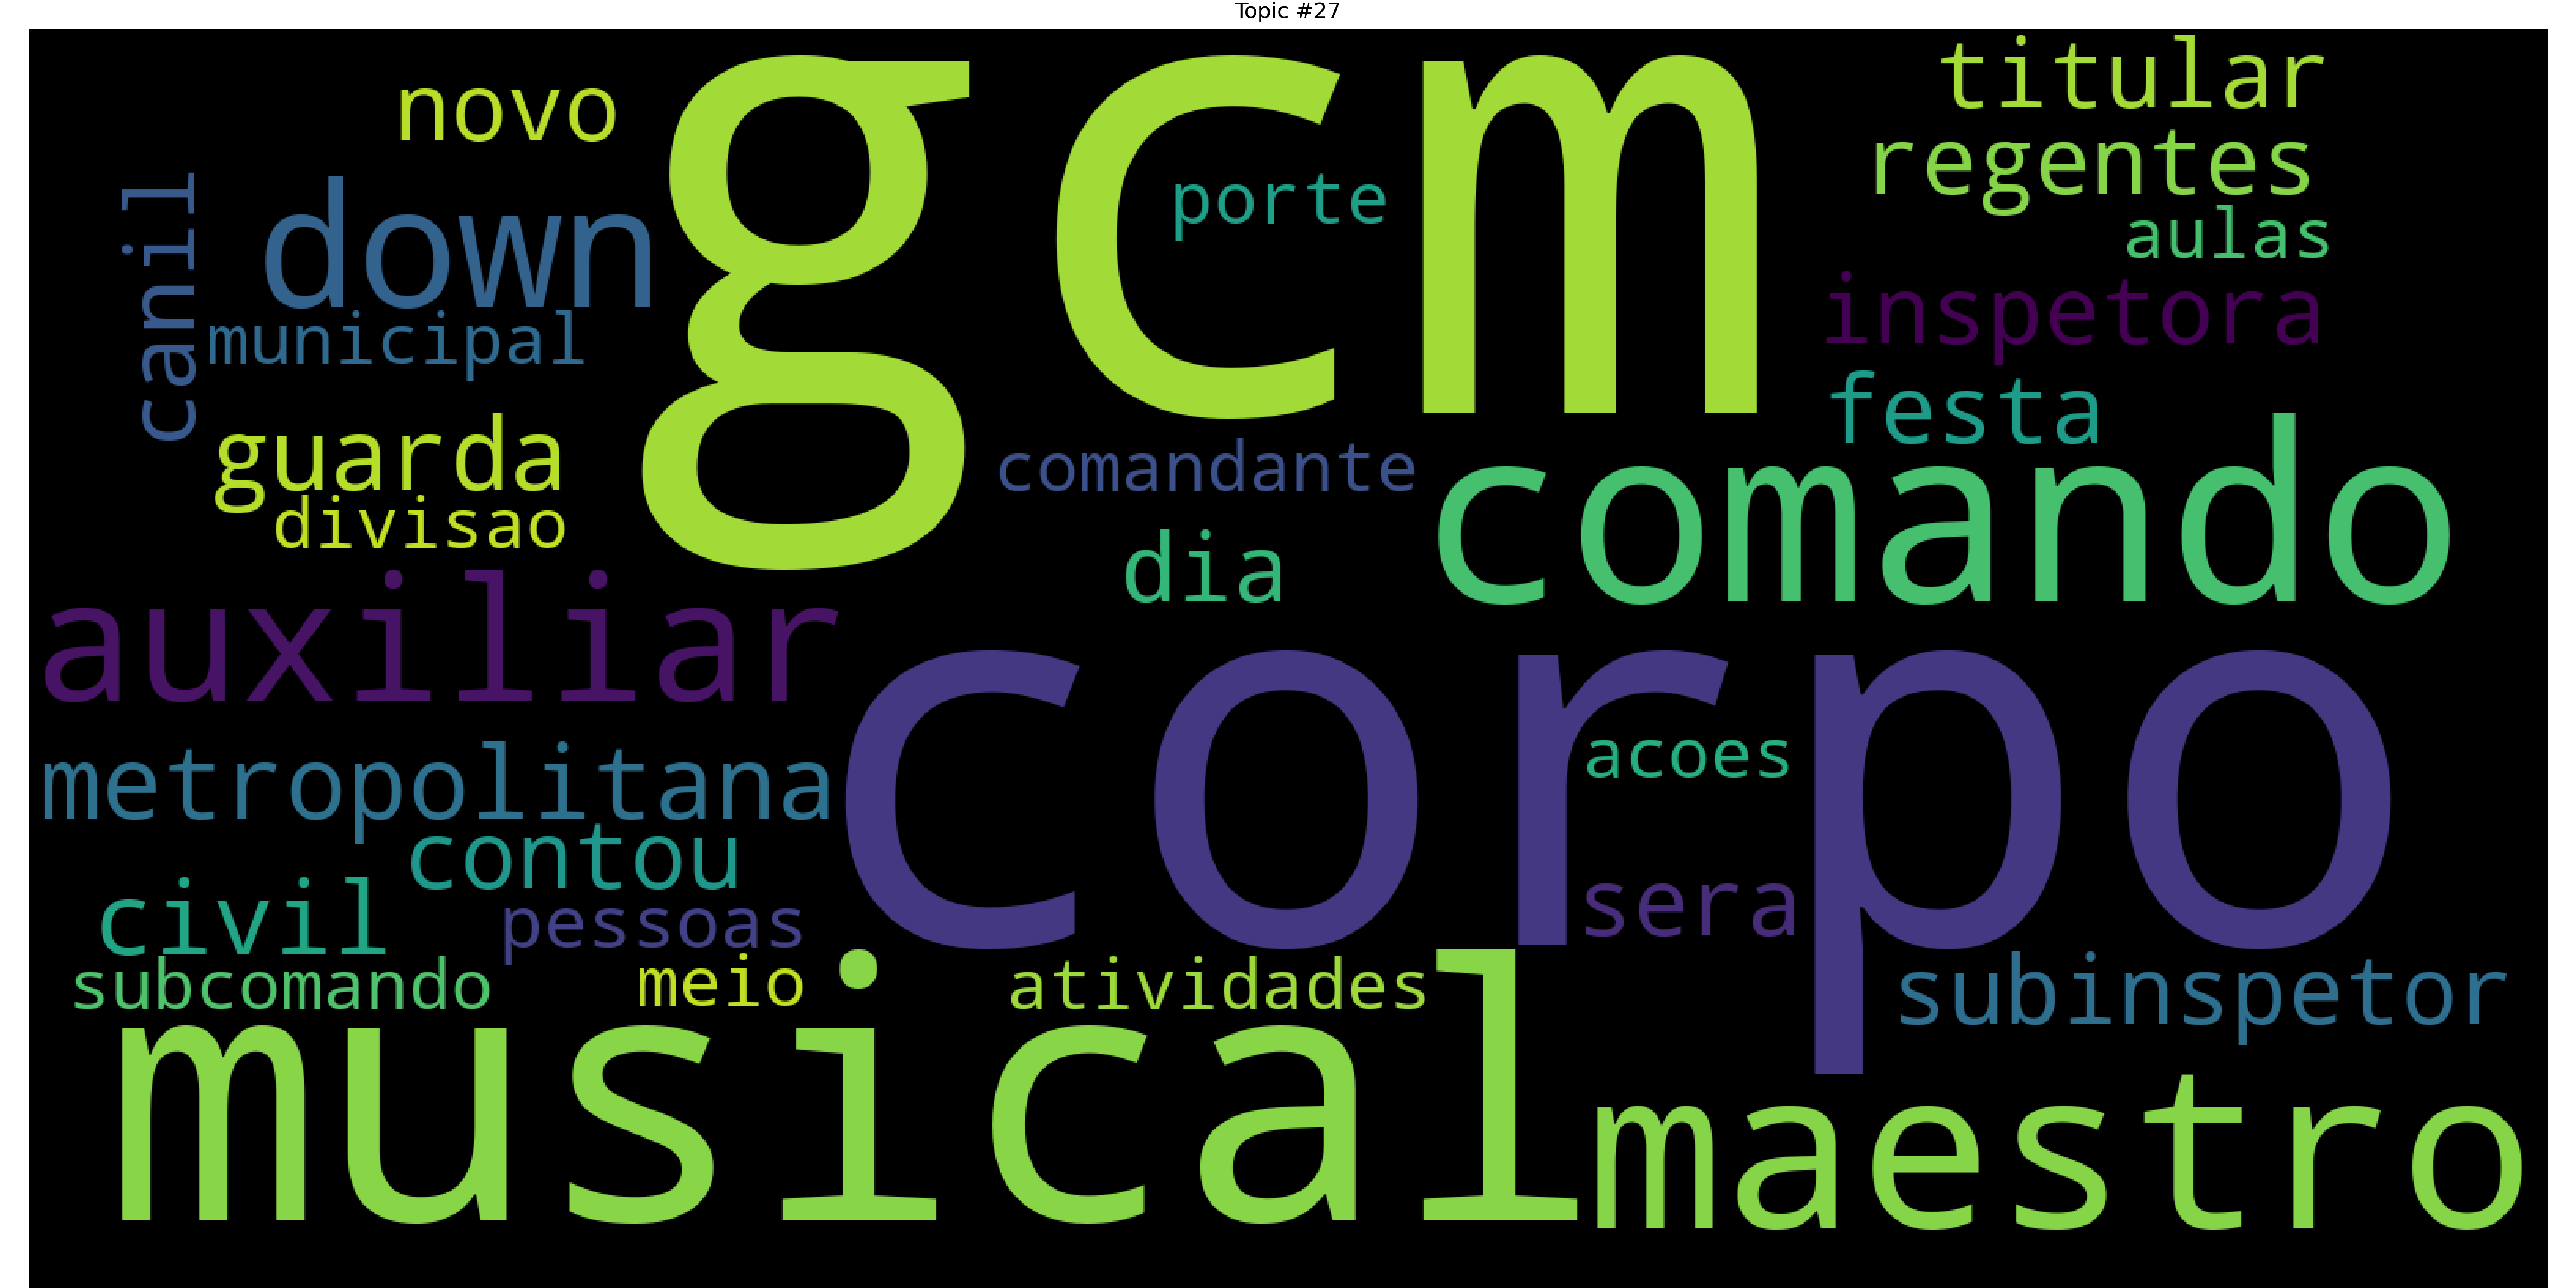 Topic #27
gcm
titular
novo
regentes
porte
canil
down
aulas
municipal
inspetora
festa
guarda
comandante
comando
divisao
dia
auxiliar
corpo
metropolitana
acoes
contou
civil
pessoas
sera
subcomando
meio
atividades
subinspetor
musical
maestro